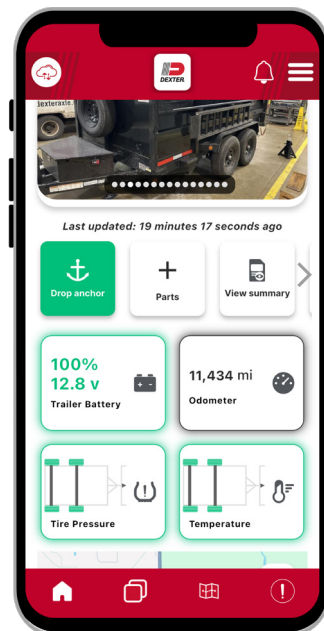 DEXTER
dexteraxle.
Last updated: 19 minutes 17 seconds ago
Drop anchor
Parts
View summary
100%
12.8 v
Trailer Battery
11,434 mi
Odometer
Tire Pressure
Temperature